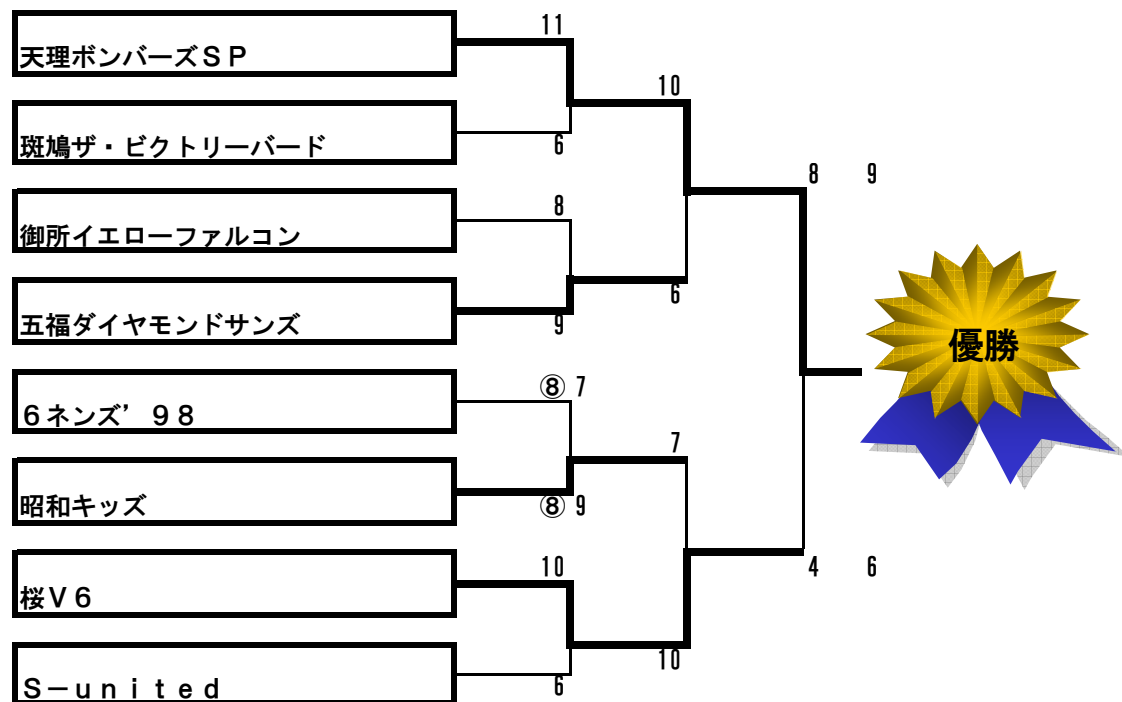 11
天理ボンバーズＳＰ
10
斑鳩ザ・ビクトリーバード
6
8 9
8
御所イエローファルコン
6
五福ダイヤモンドサンズ
9
優勝
⑧ 7
６ネンズ’９８
7
昭和キッズ
⑧ 9
10
4 6
桜Ｖ６
10
Ｓ－ｕｎｉｔｅｄ
6